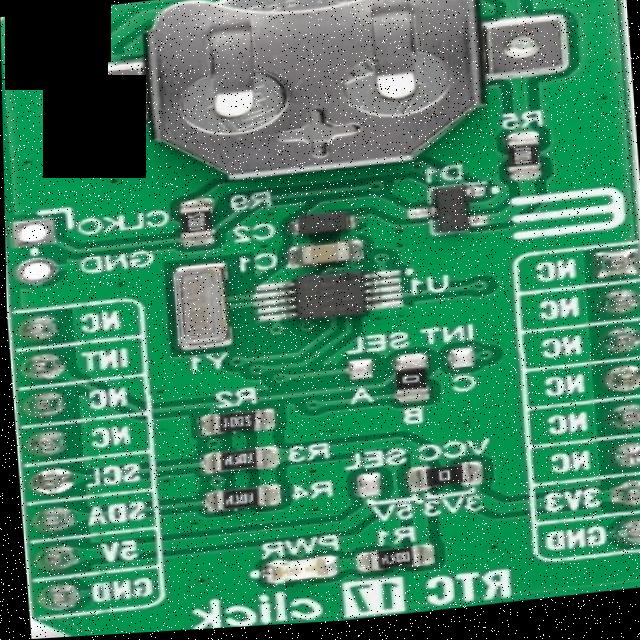 R5
D1
R9
CLKO
C2
GND
C1
U1
NC
NC
INT
NC
NC
SCL
SDA
5V
GND
Y1
INT SEL
A
B
C
R2
R3
R4
VCC SEL
3V3 5V
R1
PWR
NC
NC
NC
NC
NC
NC
3V3
GND
RTC 17 click